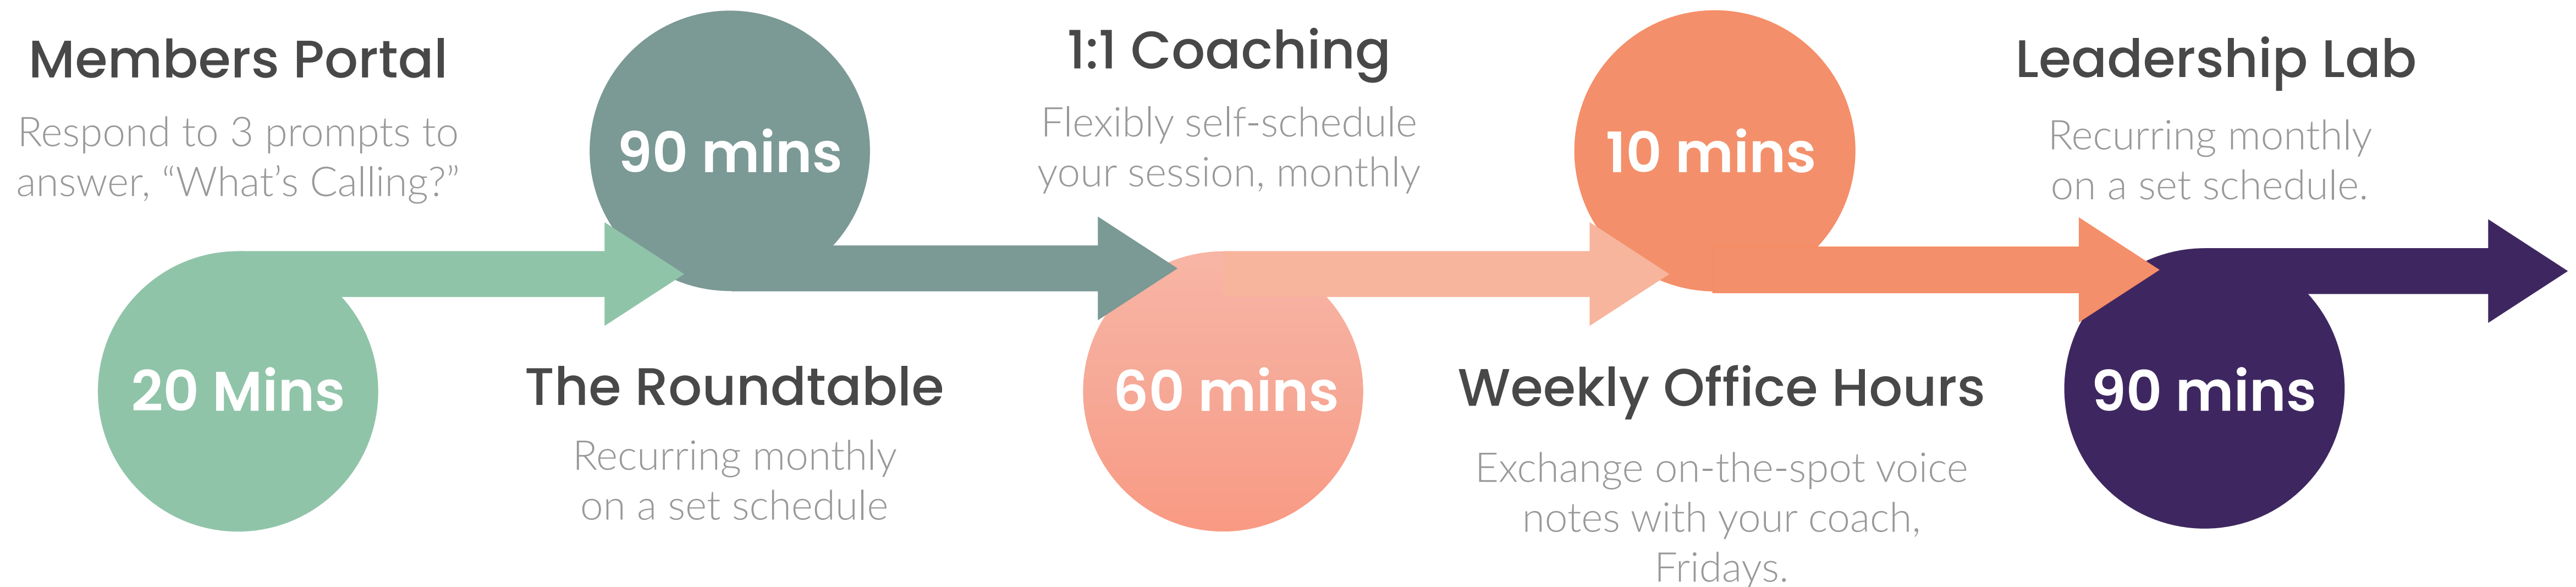 Members Portal
Respond to 3 prompts to
answer, “What’s Calling?”
20 Mins
90 mins
The Roundtable
Recurring monthly
on a set schedule
1:1 Coaching
Flexibly self-schedule
your session, monthly
60 mins
10 mins
Weekly Office Hours
Exchange on-the-spot voice
notes with your coach,
Fridays.
Leadership Lab
Recurring monthly
on a set schedule.
90 mins